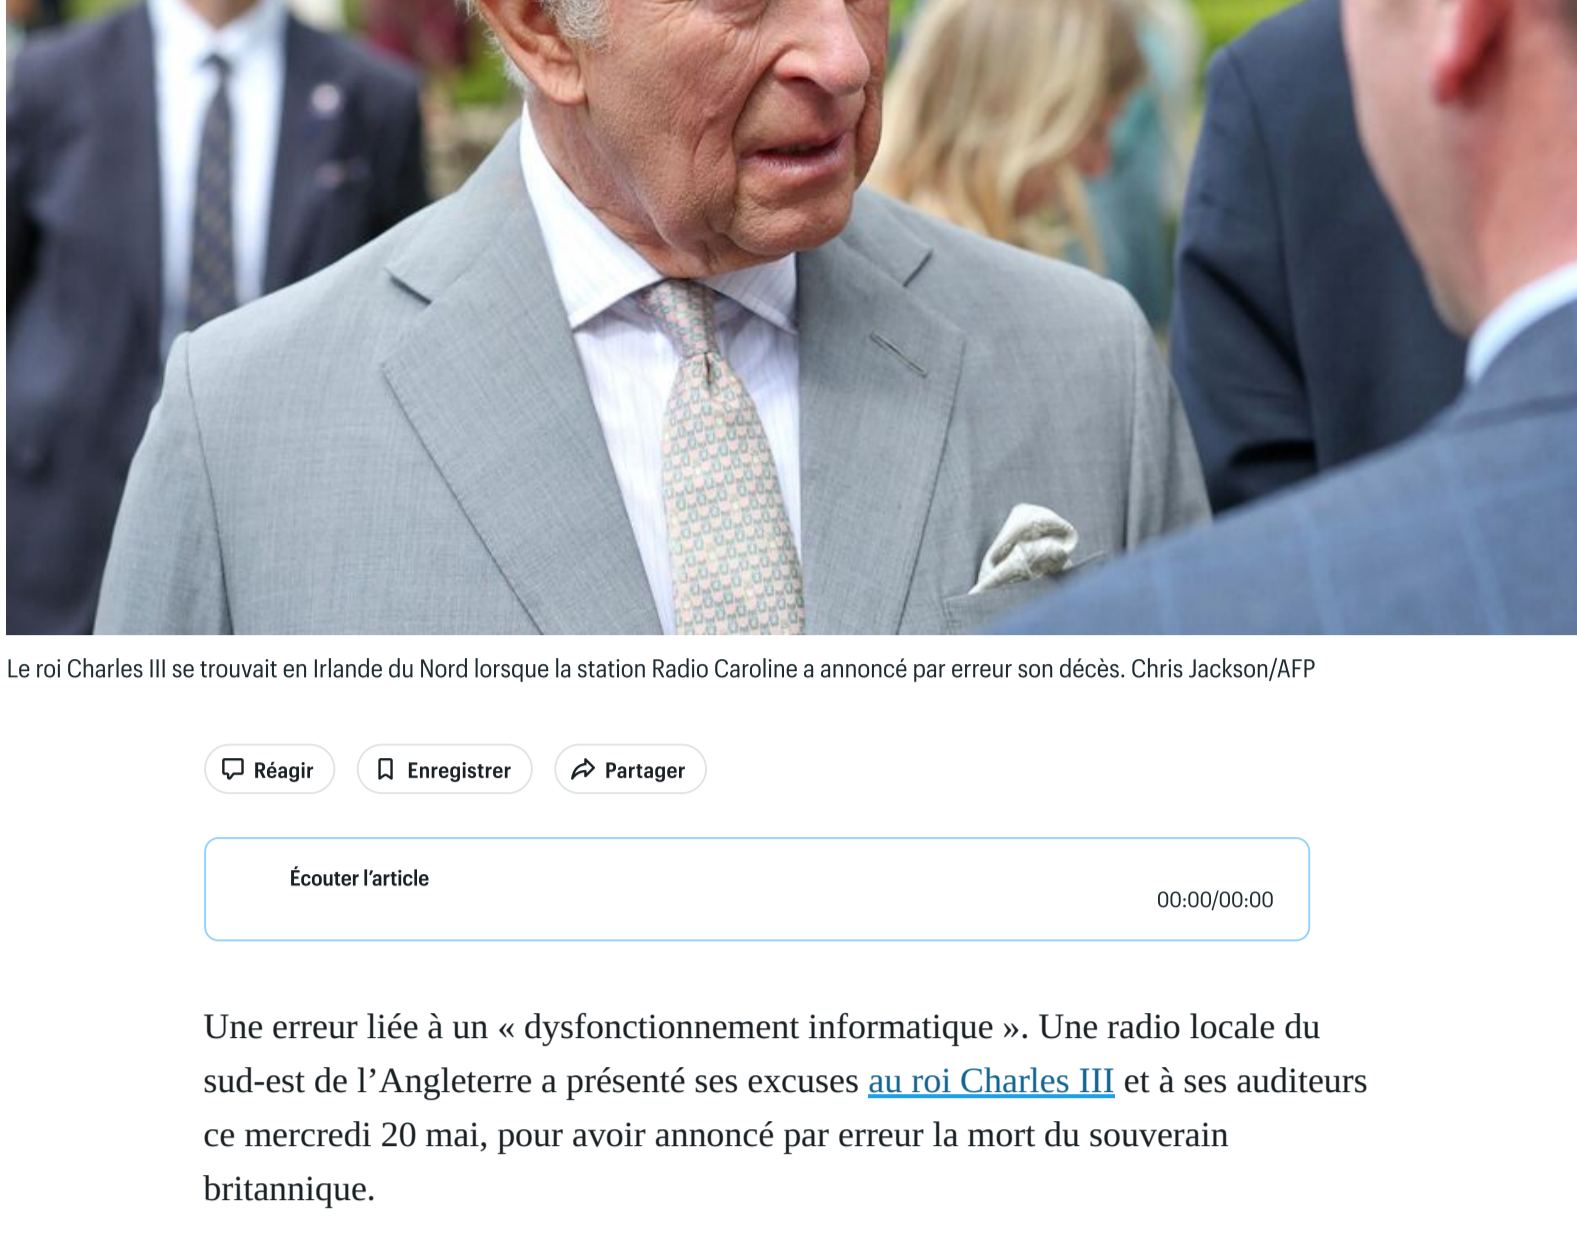 Le roi Charles III se trouvait en Irlande du Nord lorsque la station Radio Caroline a annoncé par erreur son décès. Chris Jackson/AFP
Réagir
Enregistrer
Partager
Écouter l’article
00:00/00:00
Une erreur liée à un « dysfonctionnement informatique ». Une radio locale du
sud-est de l’Angleterre a présenté ses excuses au roi Charles III et à ses auditeurs
ce mercredi 20 mai, pour avoir annoncé par erreur la mort du souverain
britannique.